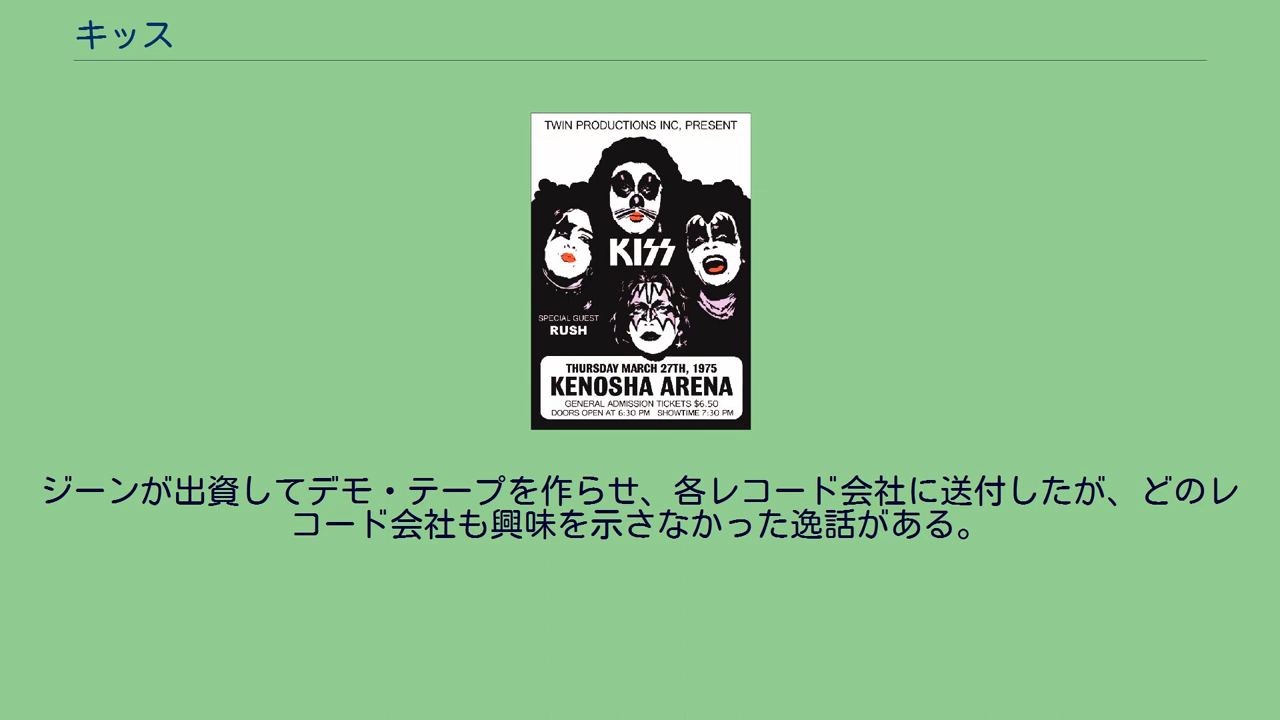 キッス
TWIN PRODUCTIONS INC, PRESENT
KISS
SPECIAL GUEST
RUSH
THURSDAY MARCH 27TH, 1975
KENOSHA ARENA
GENERAL ADMISSION TICKETS $6.50
DOORS OPEN AT 6:30 PM SHOWTIME 7:30 PM
ジーンが出資してデモ・テープを作らせ、各レコード会社に送付したが、どのレ
コード会社も興味を示さなかった逸話がある。